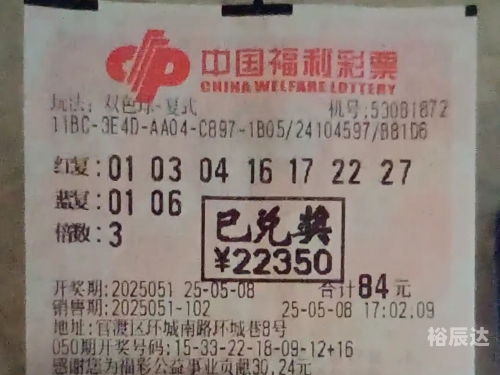 中国福利彩票
CHINA WELFARE LOTTERY
玩法：双色球-复式
机号：53081872
11BC-3E4D-AA04-C897-1B05/24104597/B81D6
红复：01 03 04 16 17 22 27
蓝复：01 06
倍数：3
已兑奖
¥22350
开奖期：2025051 25-05-08 合计84元
销售期：2025051-102 25-05-08 17:02:09
地址：官渡区环城南路环城巷8号
050期开奖号码：15-33-22-18-09-12+16
感谢您为福彩公益事业贡献30.24元
裕辰达